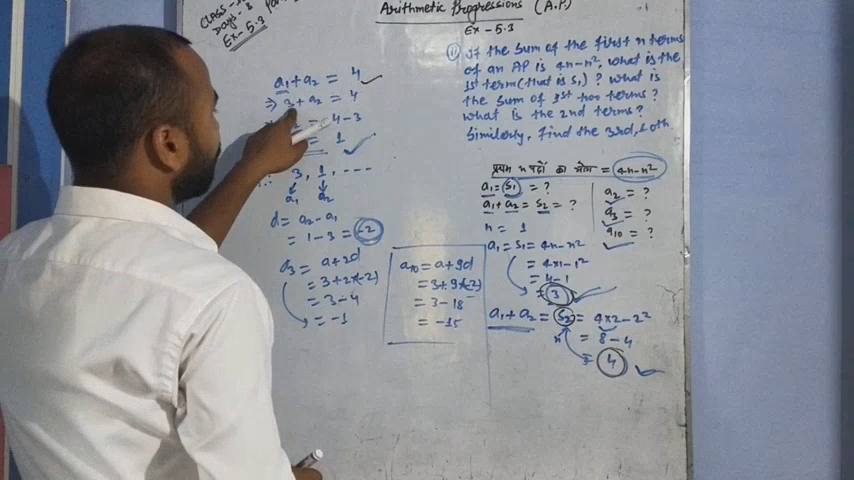 Arithmetic Progressions (A.P.)
CLASS-
Days-
Ex-5.3
Ex-5.3
11) If the Sum of the first n terms
of an AP is 4n-n², what is the
1st term (that is S₁) ? what is
the sum of 1st two terms?
what is the 2nd terms?
Similarly, Find the 3rd, 10th
a₁+a₂ = 4
⇒ 3+a₂ = 4
= 4-3
= 1
3, 1, ---
a₁ a₂
d = a₂-a₁
= 1-3 = -2
a₃ = a+2d
= 3+2×(-2)
= 3-4
= -1
a₁₀ = a+9d
= 3+9×(-2)
= 3-18
= -15
प्रथम n पदों का योग = 4n-n²
a₁ = S₁ = ?
a₁+a₂ = S₂ = ?
n = 1
a₂ = ?
a₃ = ?
a₁₀ = ?
a₁ = S₁ = 4n-n²
= 4×1-1²
= 4-1
= 3
a₁+a₂ = S₂ = 4×2-2²
= 8-4
= 4